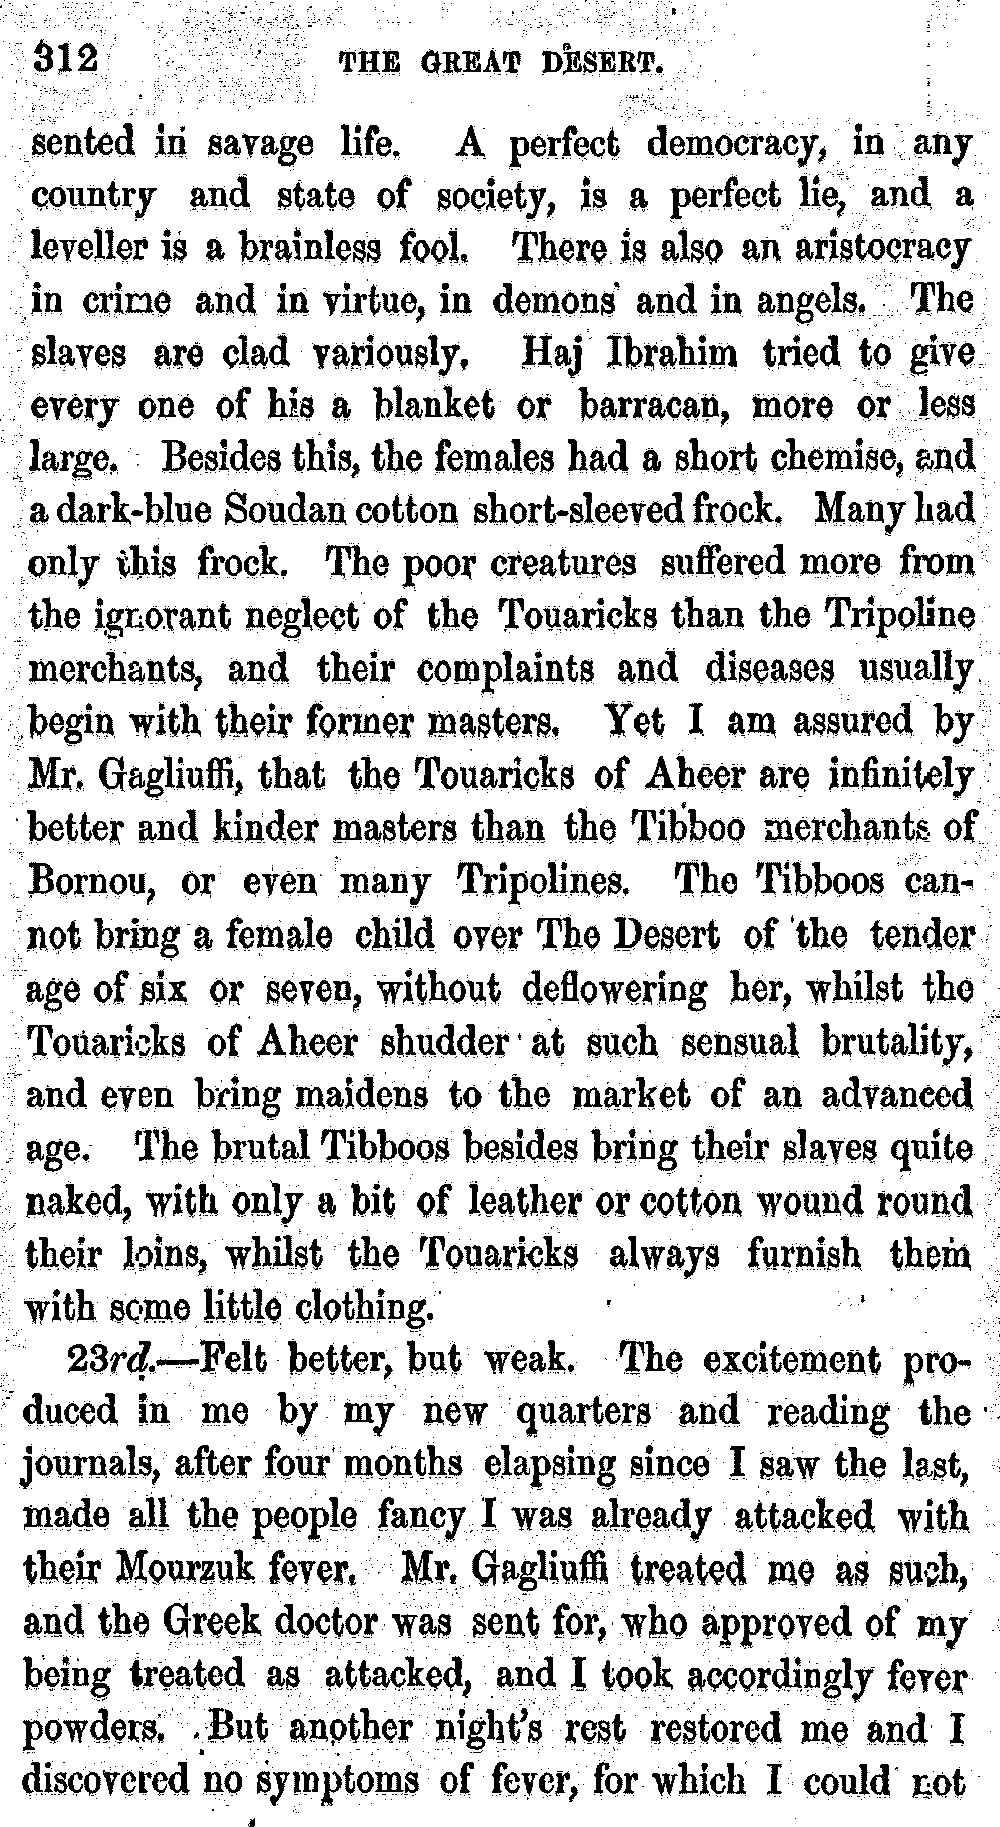 312 THE GREAT DESERT.
sented in savage life. A perfect democracy, in any
country and state of society, is a perfect lie, and a
leveller is a brainless fool. There is also an aristocracy
in crime and in virtue, in demons and in angels. The
slaves are clad variously. Haj Ibrahim tried to give
every one of his a blanket or barracan, more or less
large. Besides this, the females had a short chemise, and
a dark-blue Soudan cotton short-sleeved frock. Many had
only this frock. The poor creatures suffered more from
the ignorant neglect of the Touaricks than the Tripoline
merchants, and their complaints and diseases usually
begin with their former masters. Yet I am assured by
Mr. Gagliuffi, that the Touaricks of Aheer are infinitely
better and kinder masters than the Tibboo merchants of
Bornou, or even many Tripolines. The Tibboos can-
not bring a female child over The Desert of the tender
age of six or seven, without deflowering her, whilst the
Touaricks of Aheer shudder at such sensual brutality,
and even bring maidens to the market of an advanced
age. The brutal Tibboos besides bring their slaves quite
naked, with only a bit of leather or cotton wound round
their loins, whilst the Touaricks always furnish them
with some little clothing.
23rd.—Felt better, but weak. The excitement pro-
duced in me by my new quarters and reading the
journals, after four months elapsing since I saw the last,
made all the people fancy I was already attacked with
their Mourzuk fever. Mr. Gagliuffi treated me as such,
and the Greek doctor was sent for, who approved of my
being treated as attacked, and I took accordingly fever
powders. But another night's rest restored me and I
discovered no symptoms of fever, for which I could not